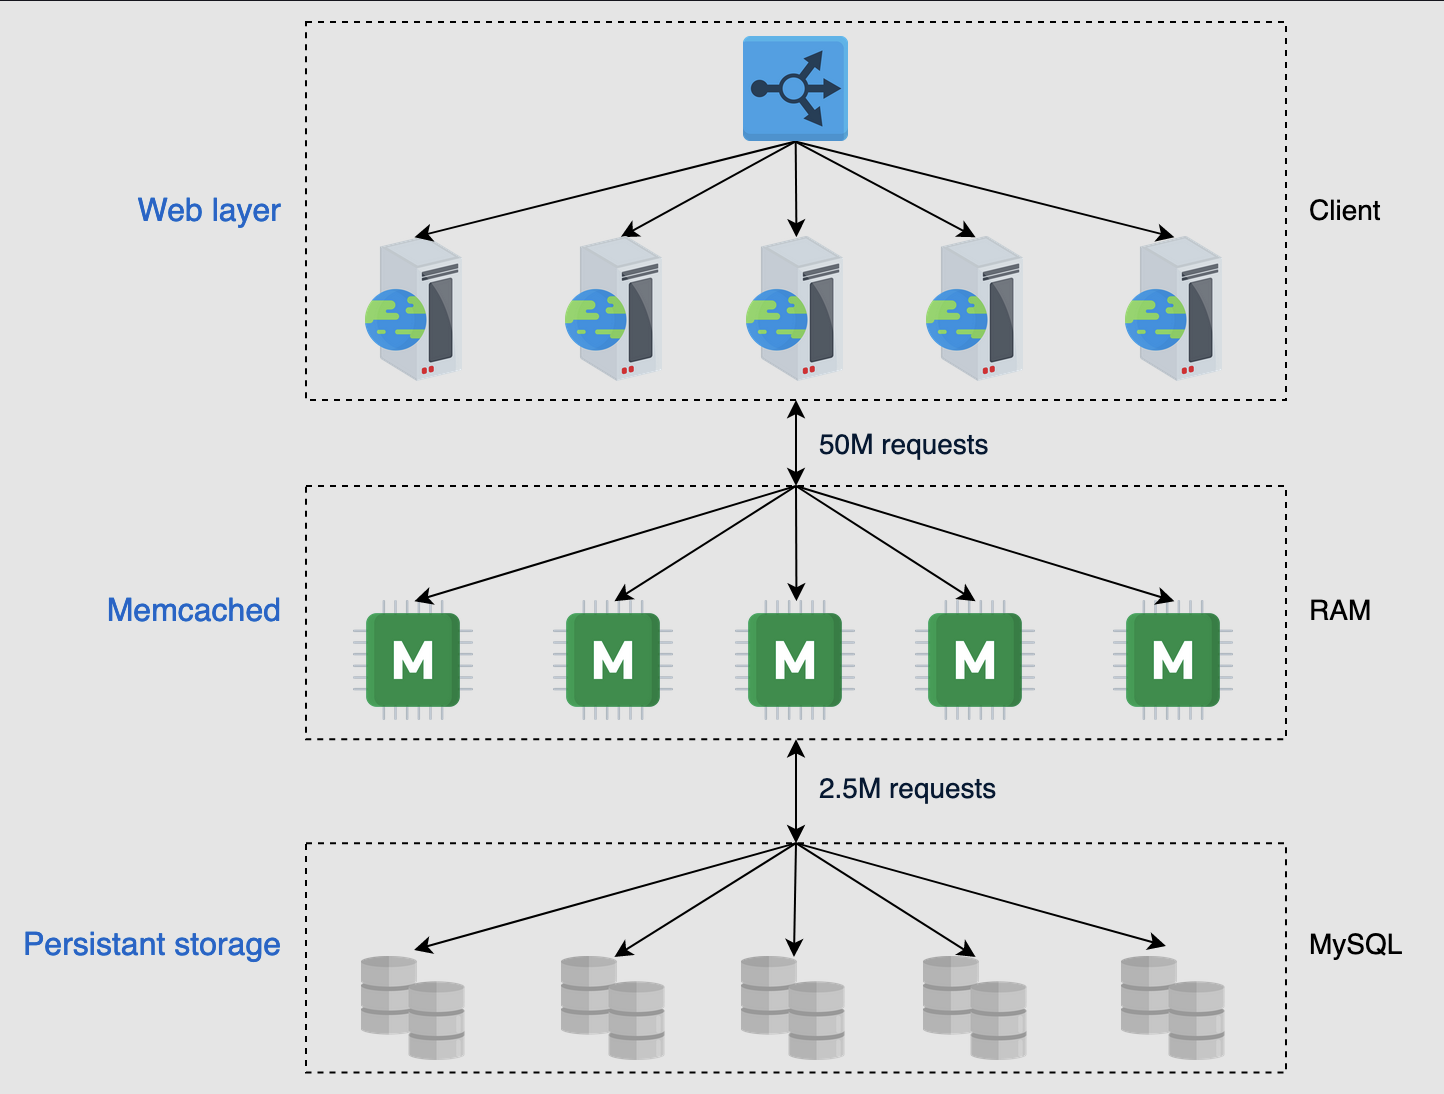 Web layer
Client
50M requests
Memcached
M
M
M
M
M
RAM
2.5M requests
Persistant storage
MySQL